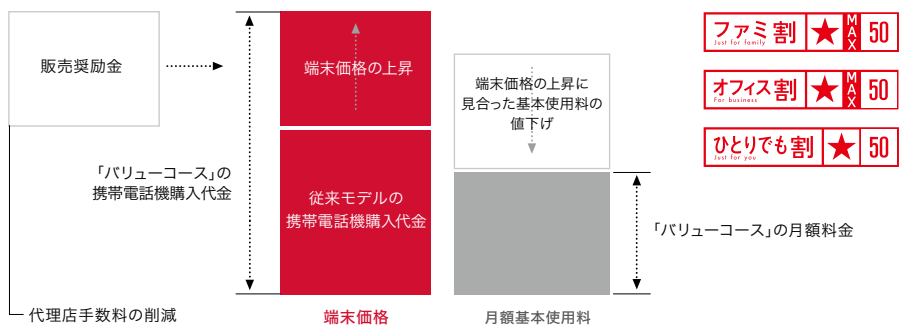 販売奨励金
端末価格の上昇
端末価格の上昇に
見合った基本使用料の
値下げ
「バリューコース」の
携帯電話機購入代金
従来モデルの
携帯電話機購入代金
「バリューコース」の月額料金
代理店手数料の削減
端末価格
月額基本使用料
ファミ割★MAX50
Just for family
オフィス割★MAX50
For business
ひとりでも割★50
Just for you